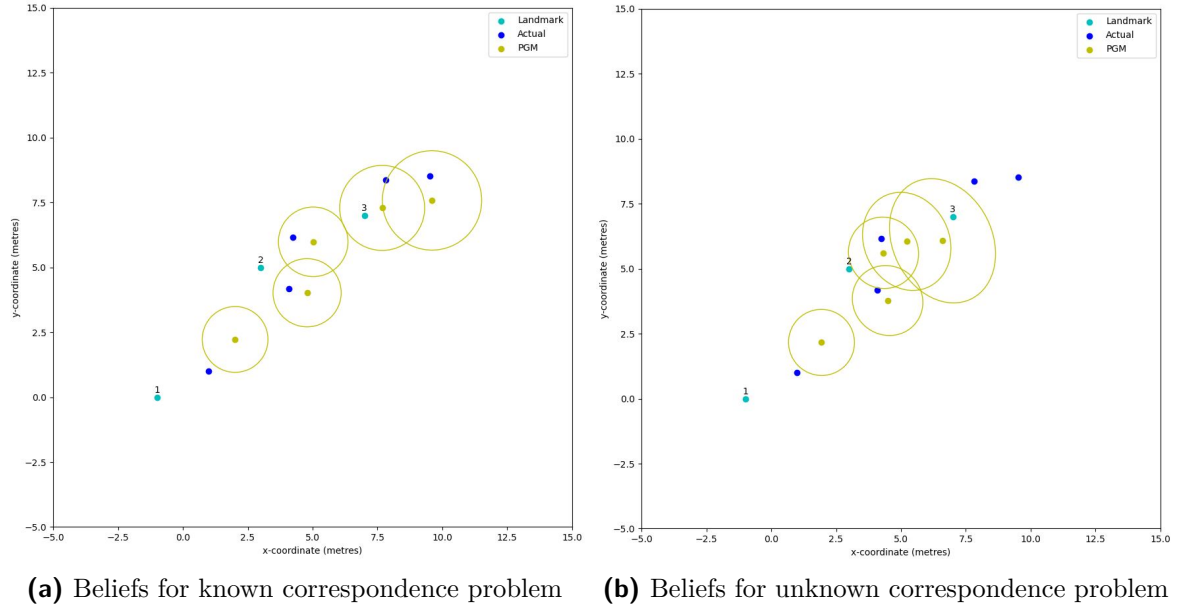 15.0
12.5
10.0
7.5
5.0
2.5
0.0
−2.5
−5.0
y-coordinate (metres)
Landmark
Actual
PGM
3
2
1
−5.0 −2.5 0.0 2.5 5.0 7.5 10.0 12.5 15.0
x-coordinate (metres)
(a) Beliefs for known correspondence problem
15.0
12.5
10.0
7.5
5.0
2.5
0.0
−2.5
−5.0
y-coordinate (metres)
Landmark
Actual
PGM
3
2
1
−5.0 −2.5 0.0 2.5 5.0 7.5 10.0 12.5 15.0
x-coordinate (metres)
(b) Beliefs for unknown correspondence problem